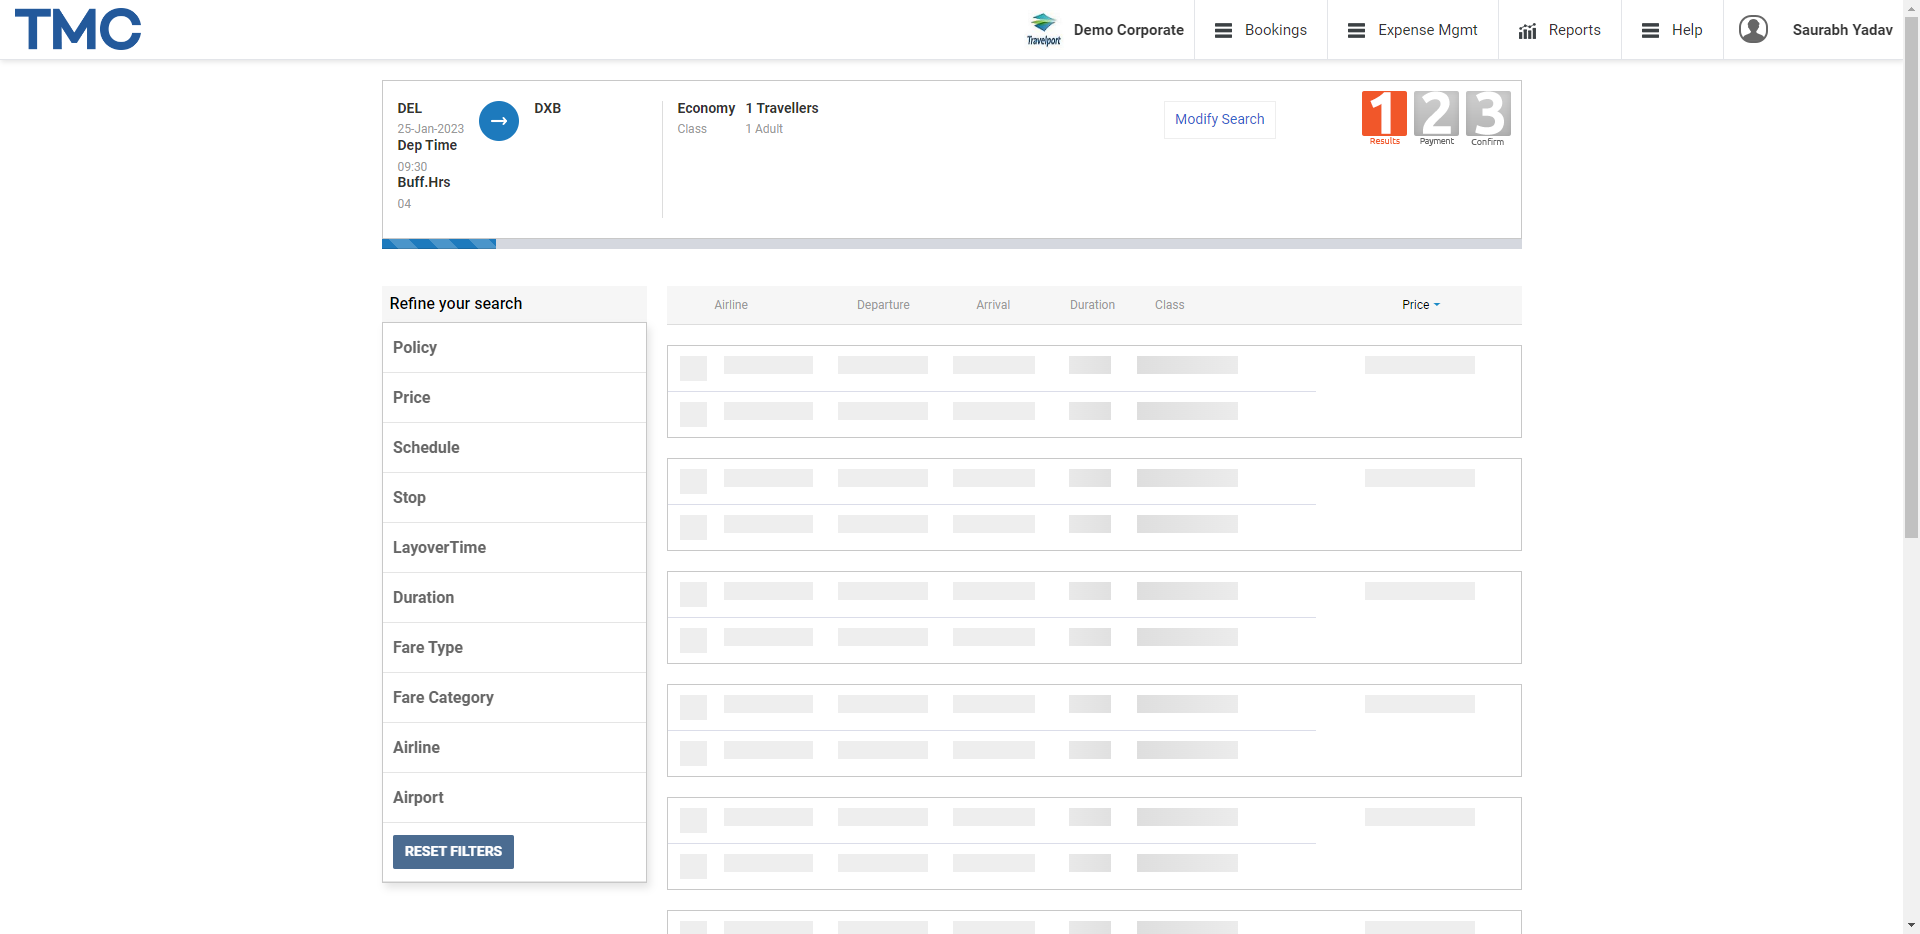 TMC
Travelport
Demo Corporate
Bookings
Expense Mgmt
Reports
Help
Saurabh Yadav
DEL
25-Jan-2023
Dep Time
09:30
Buff.Hrs
04
DXB
Economy
Class
1 Travellers
1 Adult
Modify Search
1
Results
2
Payment
3
Confirm
Refine your search
Policy
Price
Schedule
Stop
LayoverTime
Duration
Fare Type
Fare Category
Airline
Airport
RESET FILTERS
Airline
Departure
Arrival
Duration
Class
Price